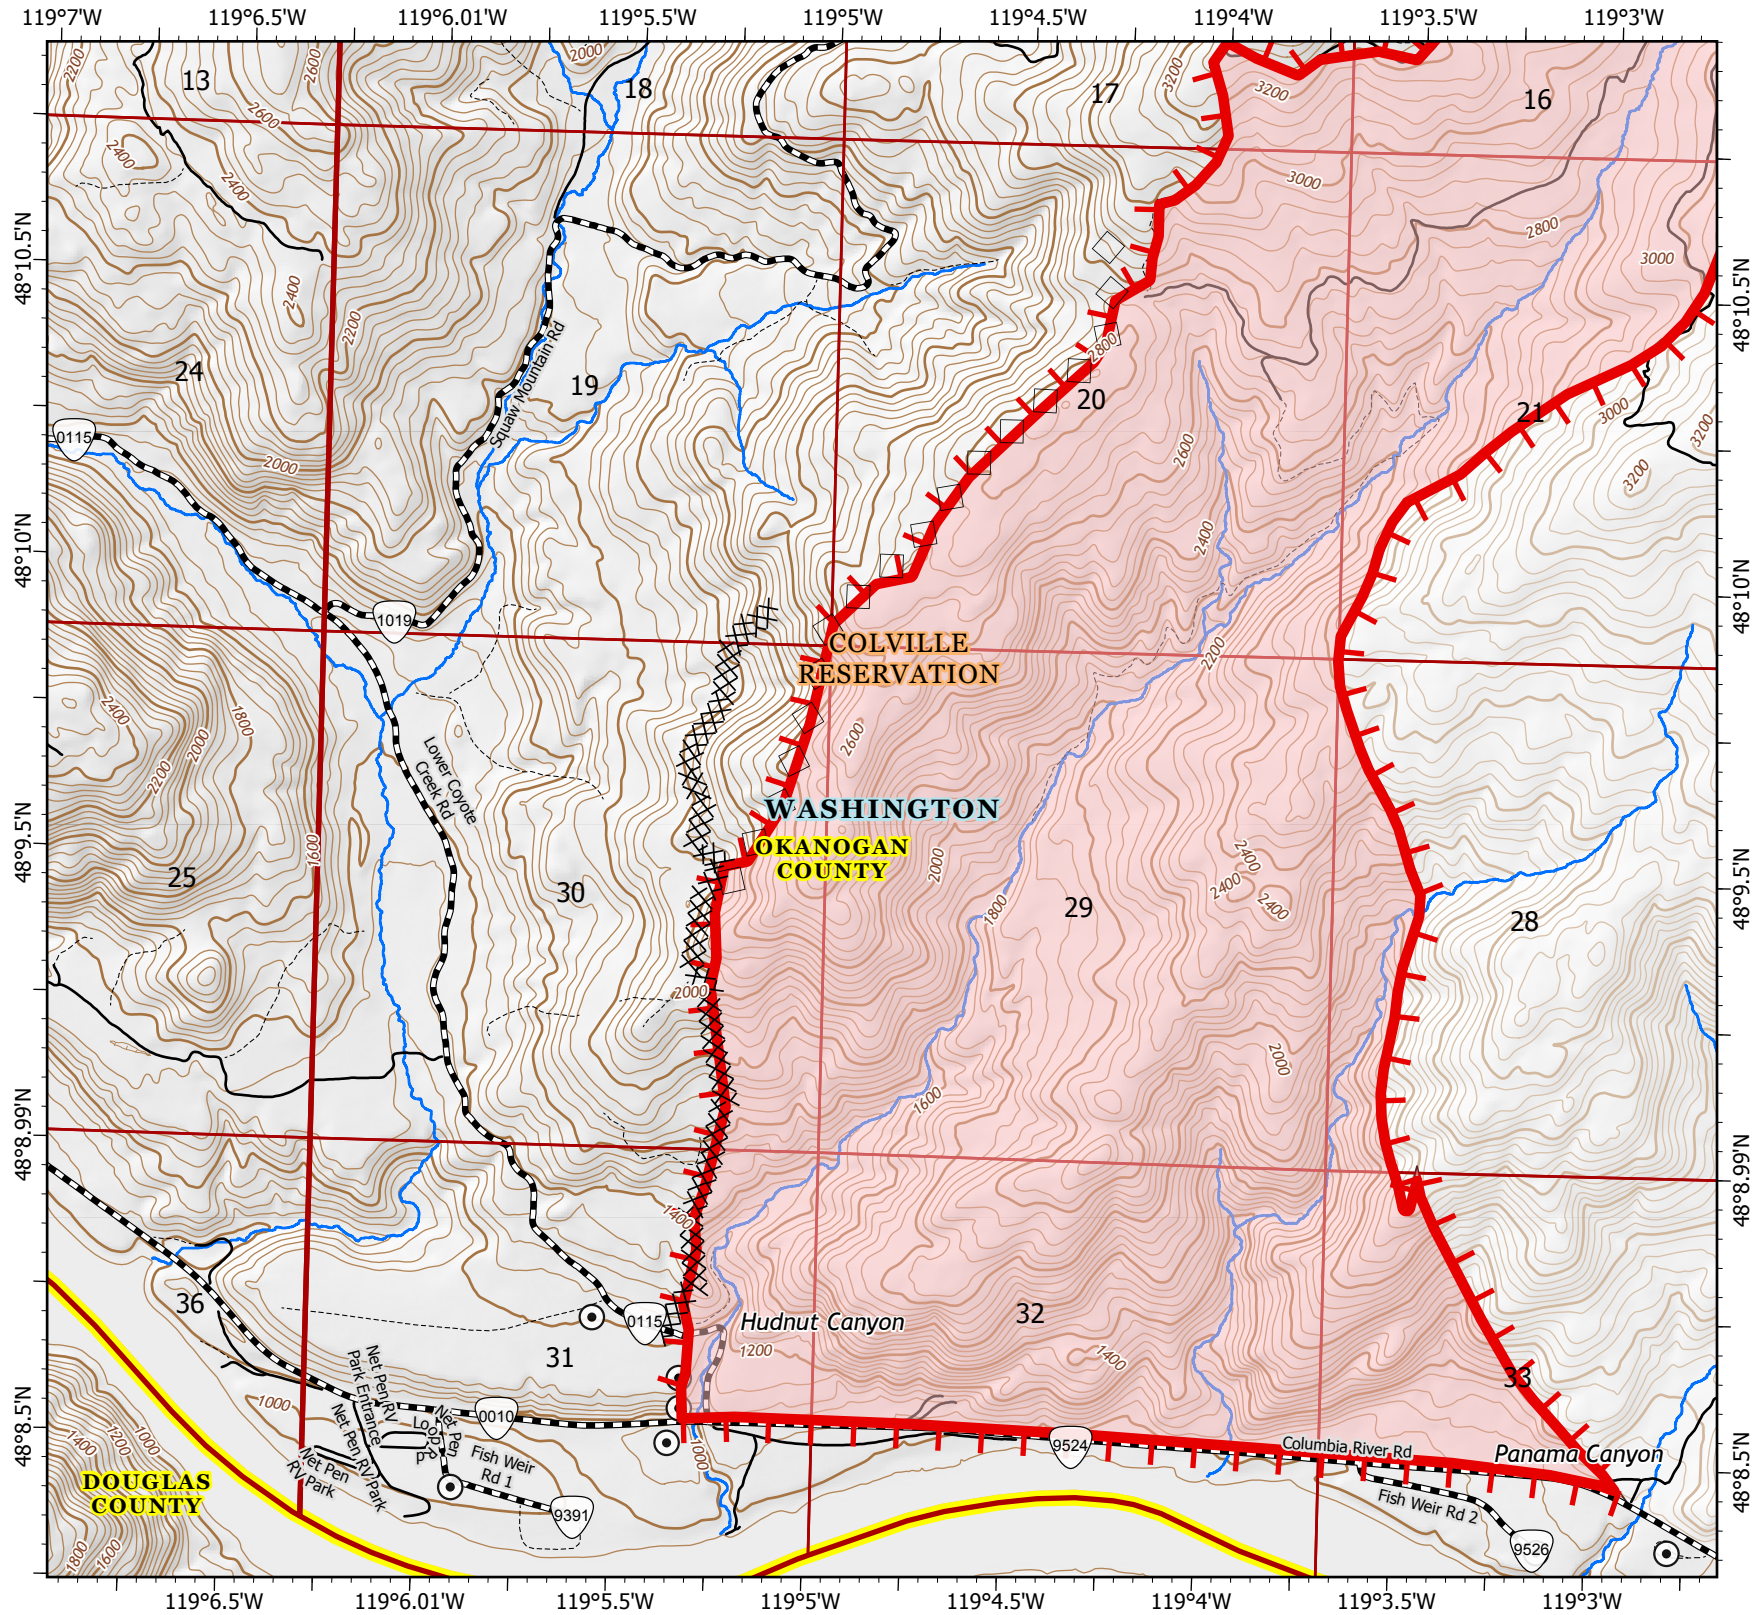 119°7'W 119°6.5'W 119°6.01'W 119°5.5'W 119°5'W 119°4.5'W 119°4'W 119°3.5'W 119°3'W
2200
2600
2000
13
18
17
3200
3200
16
2600
2400
2400
3000
2800
3000
48°10.5'N
48°10.5'N
2400
2200
24
19
Squaw Mountain Rd
2800
20
21
3000
3200
3200
0115
2000
2600
2400
48°10'N
48°10'N
1019
COLVILLE
RESERVATION
2200
2400
1800
2000
2200
2600
Lower Coyote
Creek Rd
WASHINGTON
OKANOGAN
COUNTY
48°9.5'N
48°9.5'N
1600
25
30
2000
1800
29
2400
2400
2400
28
2000
2000
1600
48°8.99'N
48°8.99'N
1400
36
0115
Hudnut Canyon
32
1200
1400
31
33
1000
Net Pen RV
Park Entrance
Net Pen RV Park
Net Pen
Loop Rd
P
0010
9524
Columbia River Rd
Panama Canyon
48°8.5'N
48°8.5'N
1400
1200
1000
1000
Fish Weir
Rd 1
Net Pen
RV Park
DOUGLAS
COUNTY
9391
Fish Weir Rd 2
9526
1800
1600
119°6.5'W 119°6.01'W 119°5.5'W 119°5'W 119°4.5'W 119°4'W 119°3.5'W 119°3'W